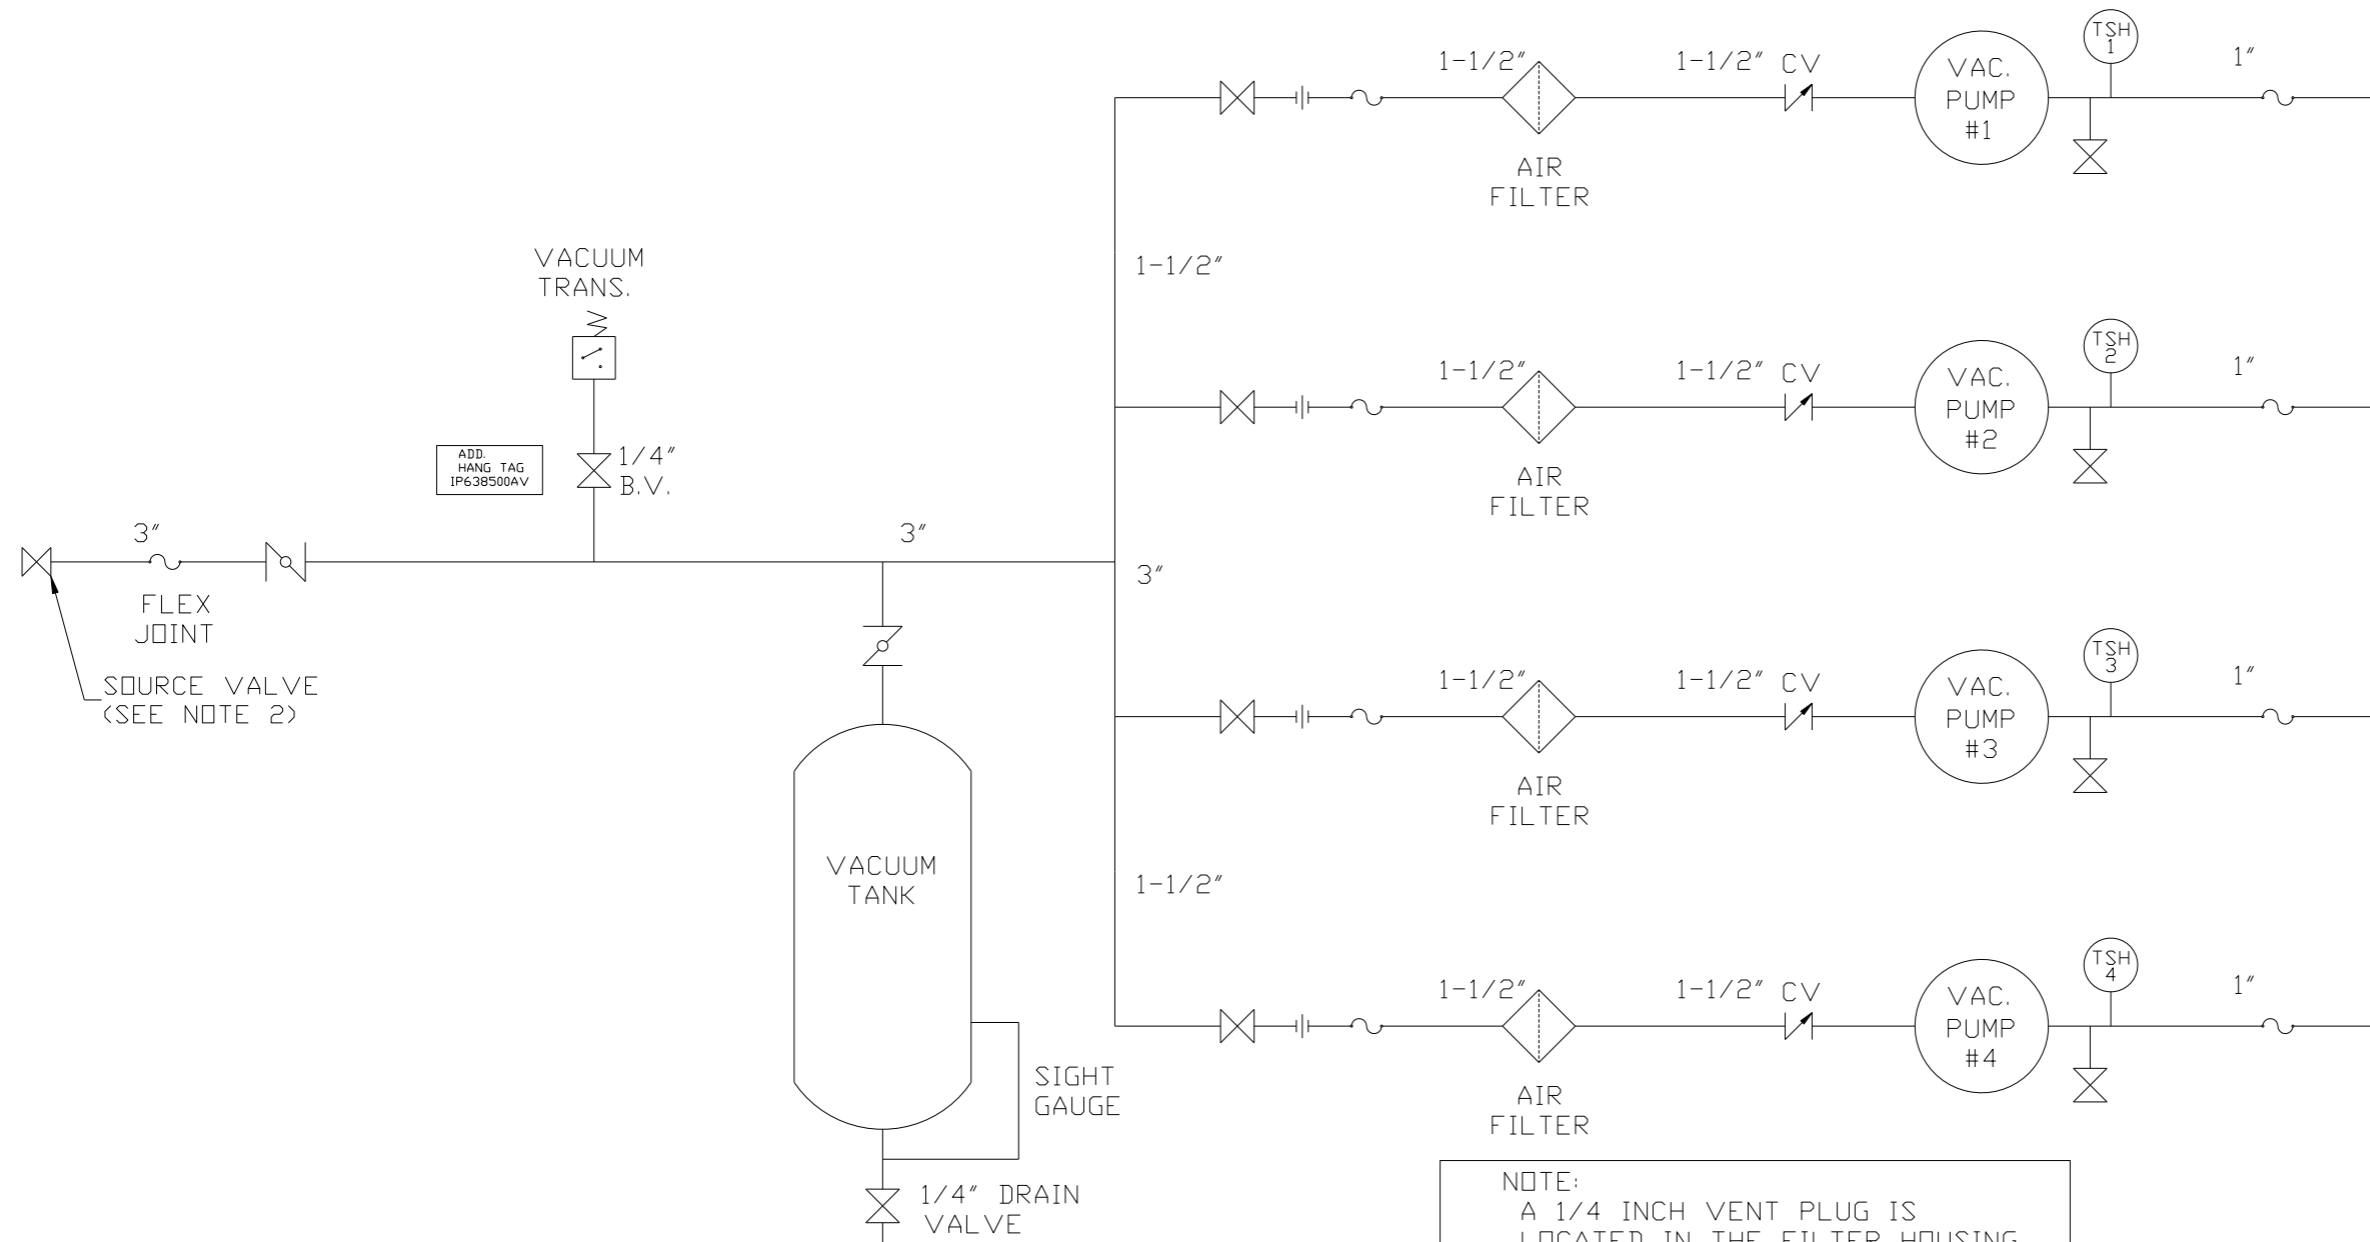 1-1/2" 1-1/2" CV
VAC.
PUMP
#1
TSH
1
1"
AIR
FILTER
VACUUM
TRANS.
1-1/2"
1-1/2" 1-1/2" CV
VAC.
PUMP
#2
TSH
2
1"
AIR
FILTER
ADD.
HANG TAG
IP638500AV
1/4"
B.V.
3"
3"
3"
FLEX
JOINT
SOURCE VALVE
(SEE NOTE 2)
1-1/2" 1-1/2" CV
VAC.
PUMP
#3
TSH
3
1"
AIR
FILTER
VACUUM
TANK
1-1/2"
1-1/2" 1-1/2" CV
VAC.
PUMP
#4
TSH
4
1"
AIR
FILTER
SIGHT
GAUGE
1/4" DRAIN
VALVE
NOTE:
A 1/4 INCH VENT PLUG IS
LOCATED IN THE FILTER HOUSING